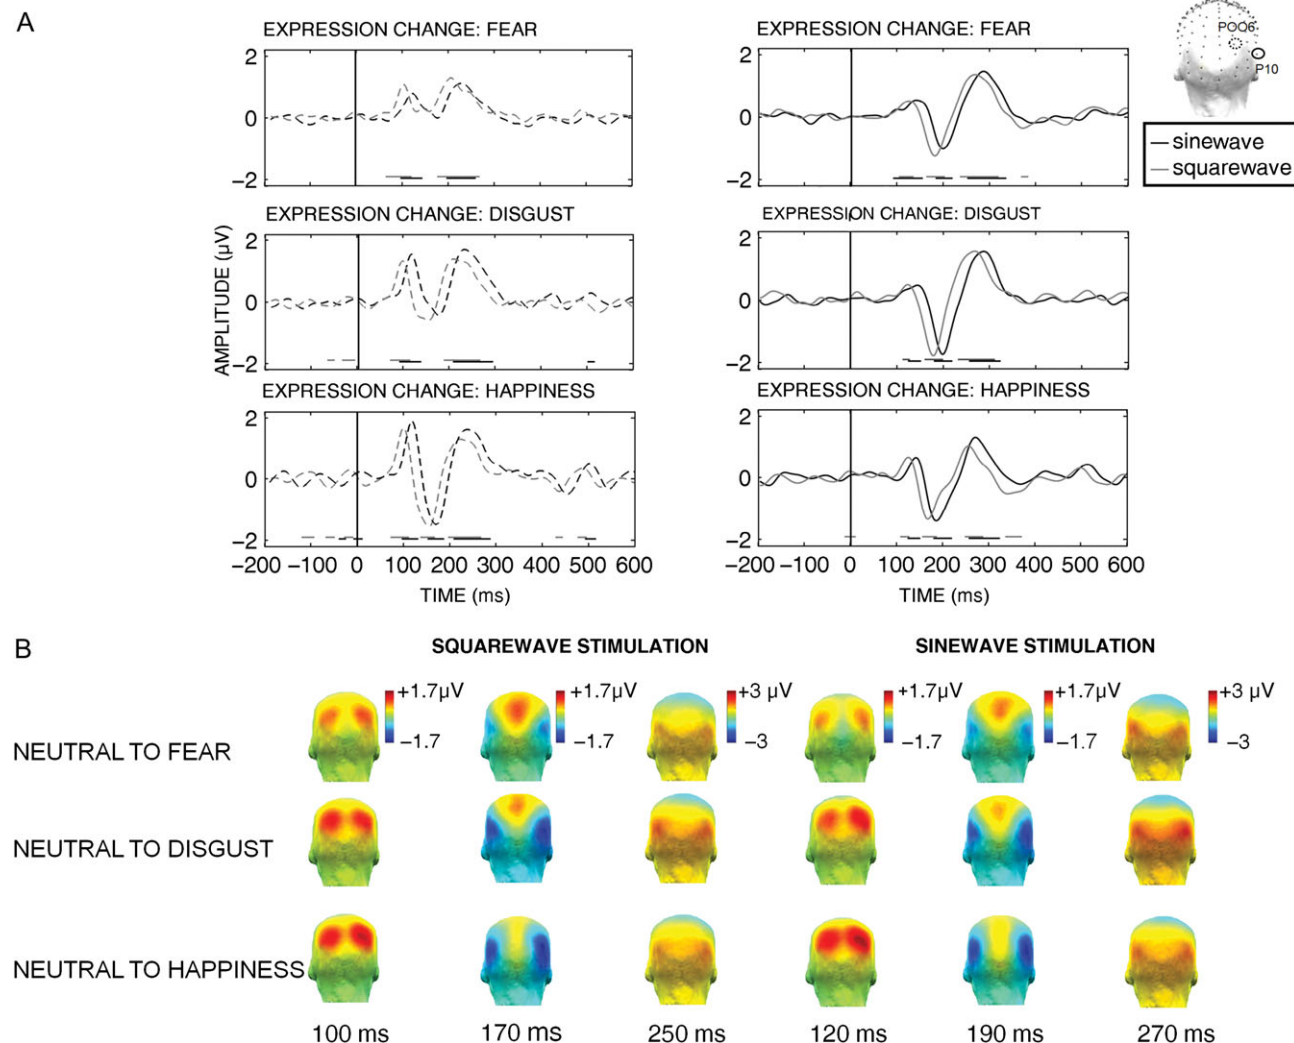 A
EXPRESSION CHANGE: FEAR
2
0
−2
EXPRESSION CHANGE: FEAR
2
0
−2
POO6
P10
sinewave
squarewave
AMPLITUDE (µV)
EXPRESSION CHANGE: DISGUST
2
0
−2
EXPRESSION CHANGE: DISGUST
2
0
−2
EXPRESSION CHANGE: HAPPINESS
2
0
−2
−200 −100 0 100 200 300 400 500 600
TIME (ms)
EXPRESSION CHANGE: HAPPINESS
2
0
−2
−200 −100 0 100 200 300 400 500 600
TIME (ms)
B
SQUAREWAVE STIMULATION SINEWAVE STIMULATION
+1.7µV +1.7µV +3 µV +1.7µV +1.7µV +3 µV
−1.7 −1.7 −3 −1.7 −1.7 −3
NEUTRAL TO FEAR
NEUTRAL TO DISGUST
NEUTRAL TO HAPPINESS
100 ms 170 ms 250 ms 120 ms 190 ms 270 ms